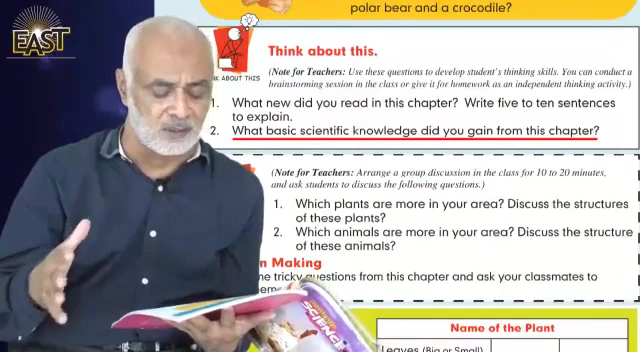 EAST
polar bear and a crocodile?
ABOUT THIS
Think about this.
(Note for Teachers: Use these questions to develop student's thinking skills. You can conduct a
brainstorming session in the class or give it for homework as an independent thinking activity.)
1. What new did you read in this chapter? Write five to ten sentences
to explain.
2. What basic scientific knowledge did you gain from this chapter?
(Note for Teachers: Arrange a group discussion in the class for 10 to 20 minutes,
and ask students to discuss the following questions.)
1. Which plants are more in your area? Discuss the structures
of these plants?
2. Which animals are more in your area? Discuss the structure
of these animals?
Making
tricky questions from this chapter and ask your classmates to
SCIENCE
Name of the Plant
Leaves (Big or Small)